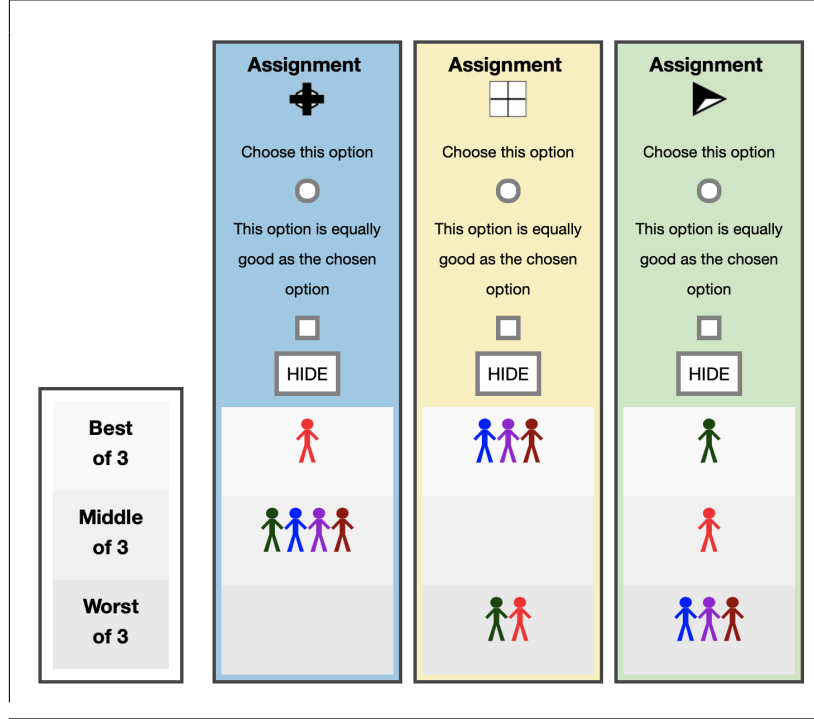 Assignment
Choose this option
This option is equally
good as the chosen
option
HIDE
Assignment
Choose this option
This option is equally
good as the chosen
option
HIDE
Assignment
Choose this option
This option is equally
good as the chosen
option
HIDE
Best
of 3
Middle
of 3
Worst
of 3